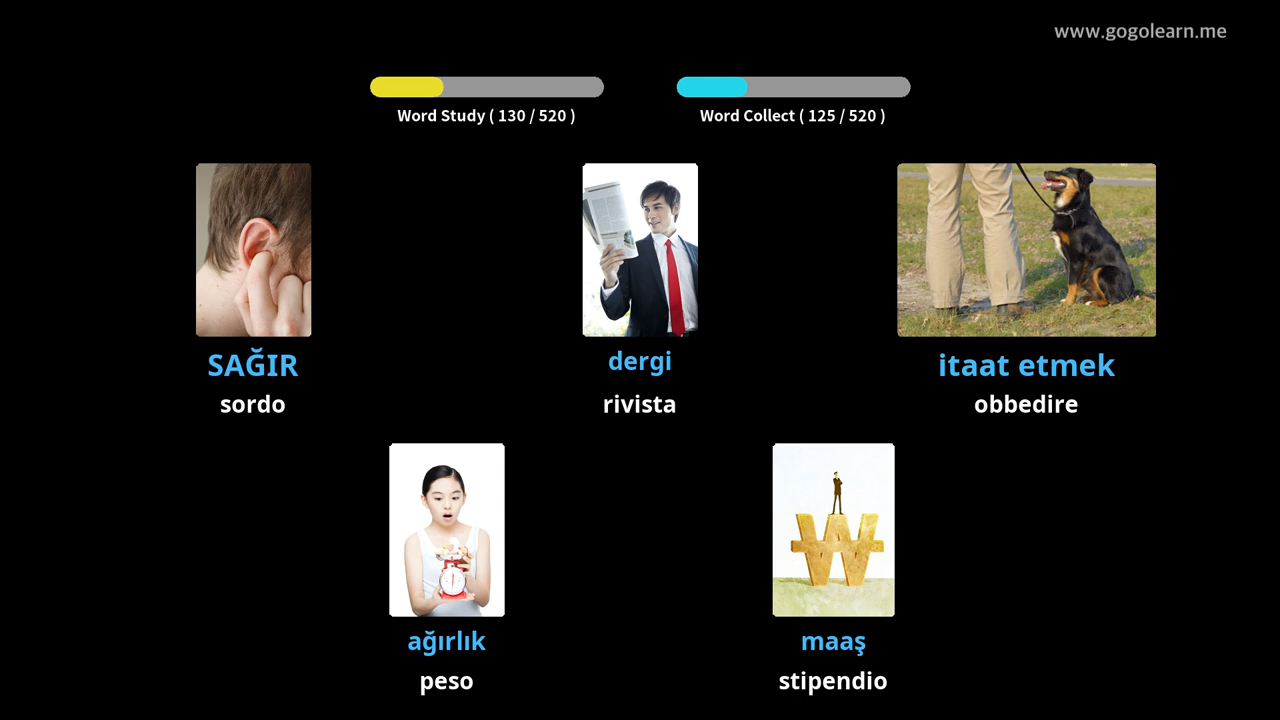 www.gogolearn.me
Word Study ( 130 / 520 )
Word Collect ( 125 / 520 )
SAĞIR
sordo
dergi
rivista
itaat etmek
obbedire
ağırlık
peso
maaş
stipendio